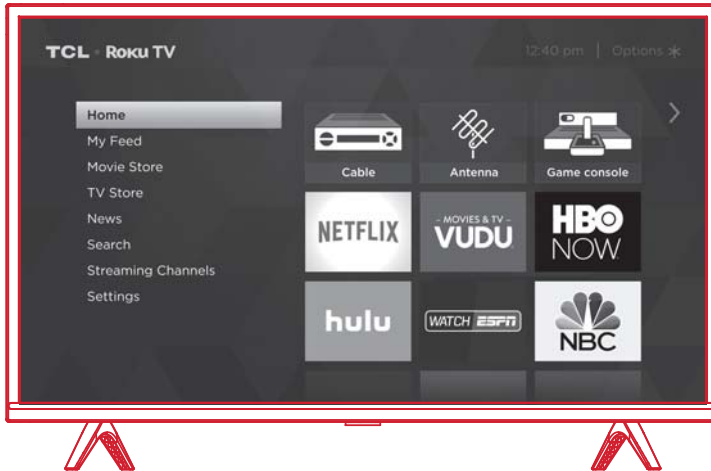 TCL · Roku TV
12:40 pm | Options *
Home
My Feed
Movie Store
TV Store
News
Search
Streaming Channels
Settings
Cable
Antenna
Game console
NETFLIX
- MOVIES & TV -
VUDU
HBO
NOW
hulu
WATCH ESPN
NBC